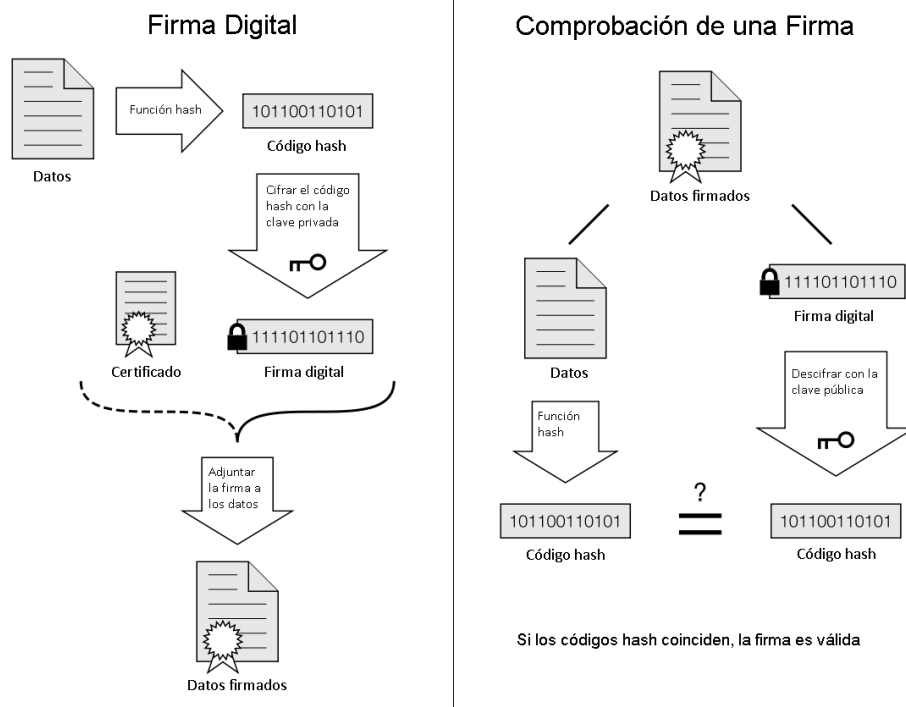 Firma Digital
Función hash
101100110101
Código hash
Datos
Cifrar el código
hash con la
clave privada
Certificado
111101101110
Firma digital
Adjuntar
la firma a
los datos
Datos firmados
Comprobación de una Firma
Datos firmados
Datos
111101101110
Firma digital
Función
hash
Descifrar con la
clave pública
101100110101
Código hash
?
101100110101
Código hash
Si los códigos hash coinciden, la firma es válida